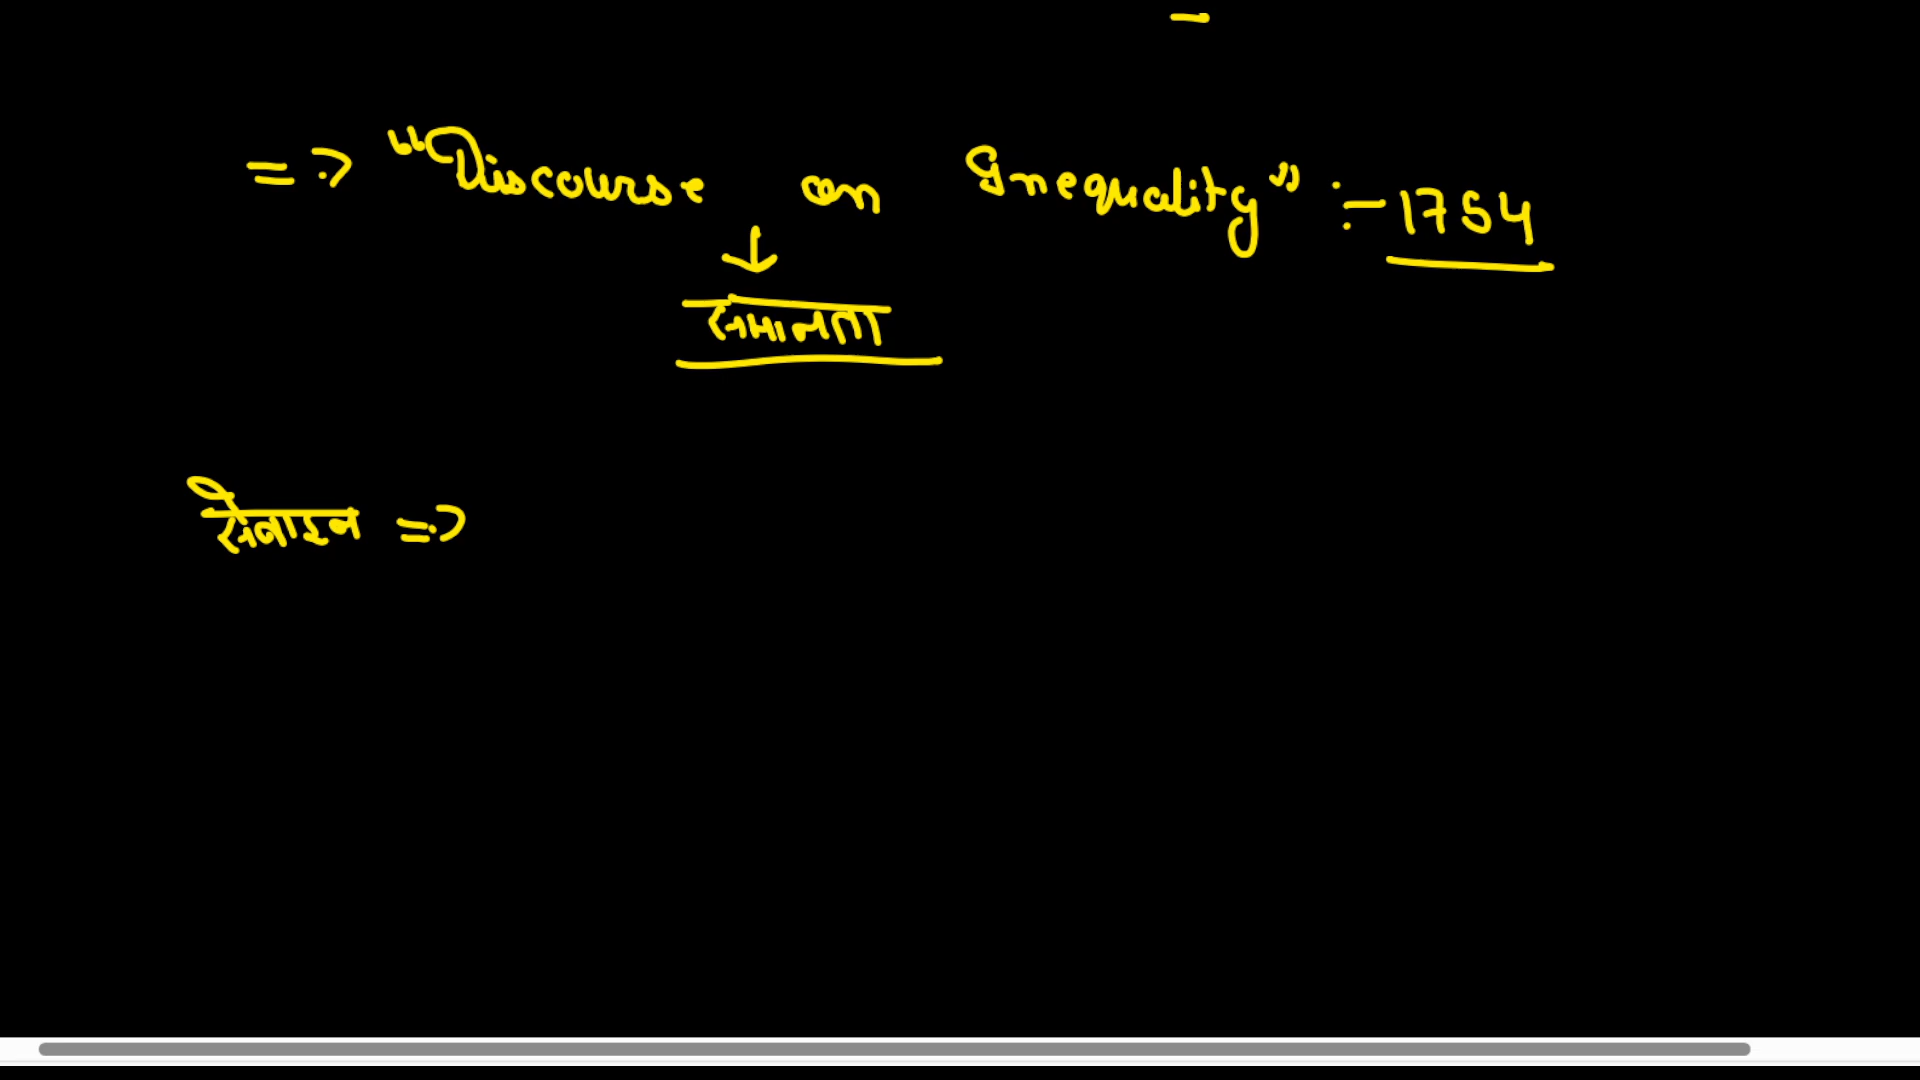 => "Discourse on Inequality" :- 1754
↓
समानता
सेबाइन =>